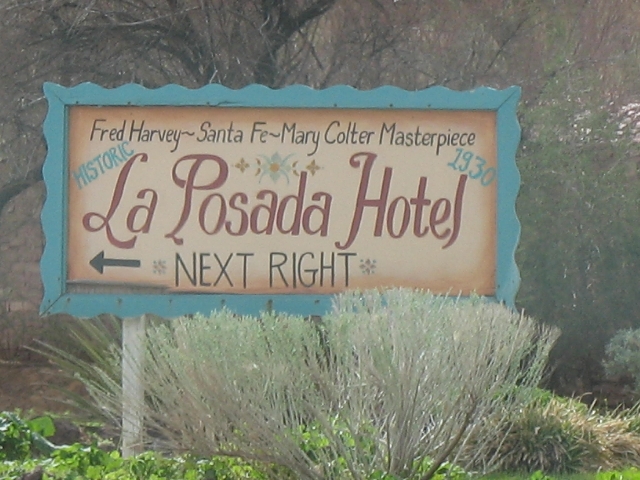 Fred Harvey~Santa Fe~Mary Colter Masterpiece
HISTORIC
1930
La Posada Hotel
NEXT RIGHT